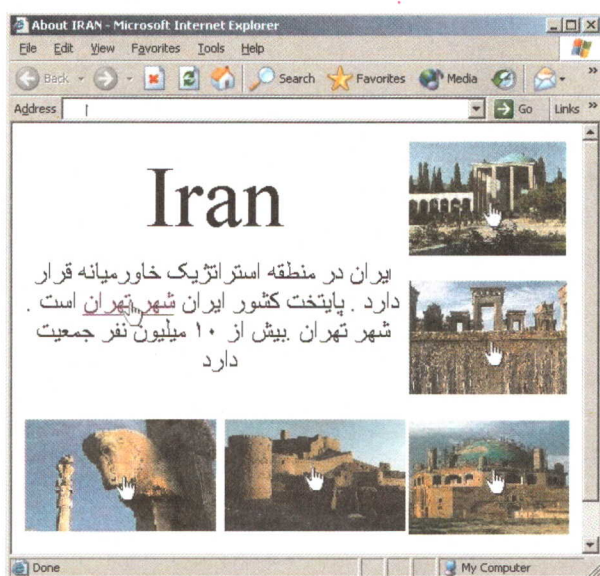 About IRAN - Microsoft Internet Explorer
File Edit View Favorites Tools Help
Back Search Favorites Media
Address Go Links
Iran
ایران در منطقه استراتژیک خاورمیانه قرار
دارد . پایتخت کشور ایران شهر تهران است .
شهر تهران بیش از ۱۰ میلیون نفر جمعیت
دارد
Done My Computer